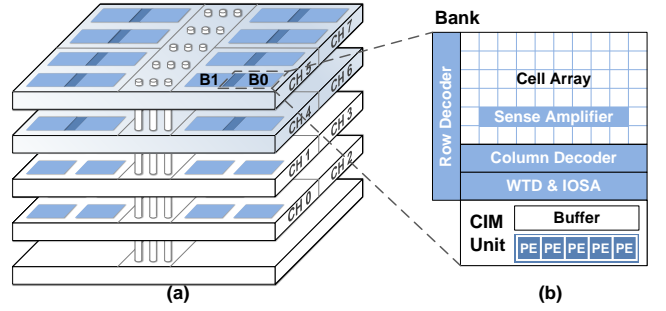 Bank
CH 7
CH 5
CH 6
B1 B0
CH 4
CH 3
CH 1
CH 2
CH 0
(a)
Row Decoder
Cell Array
Sense Amplifier
Column Decoder
WTD & IOSA
CIM
Unit
Buffer
PE PE PE PE PE
(b)